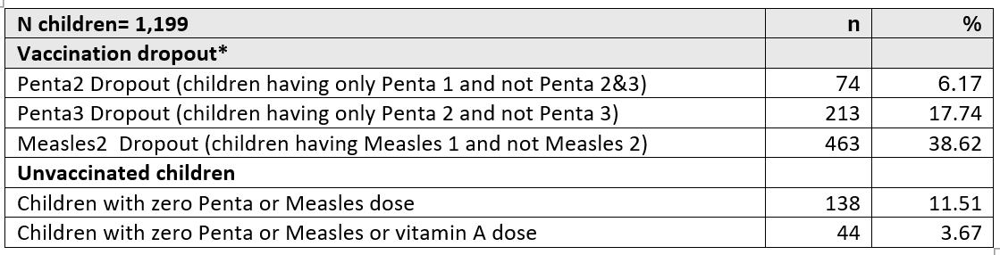 N children= 1,199 n %
Vaccination dropout*
Penta2 Dropout (children having only Penta 1 and not Penta 2&3) 74 6.17
Penta3 Dropout (children having only Penta 2 and not Penta 3) 213 17.74
Measles2  Dropout (children having Measles 1 and not Measles 2) 463 38.62
Unvaccinated children
Children with zero Penta or Measles dose 138 11.51
Children with zero Penta or Measles or vitamin A dose 44 3.67